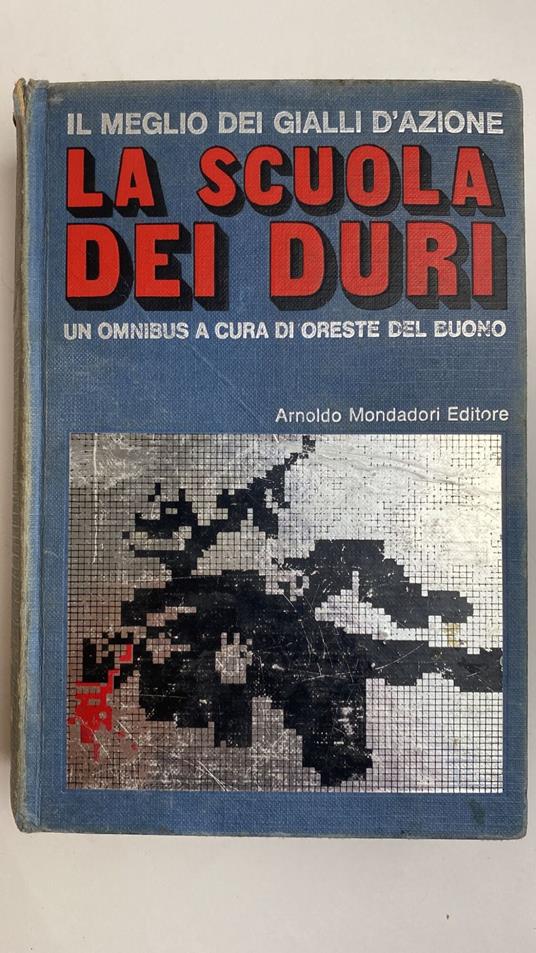 IL MEGLIO DEI GIALLI D'AZIONE
LA SCUOLA
DEI DURI
UN OMNIBUS A CURA DI ORESTE DEL BUONO
Arnoldo Mondadori Editore